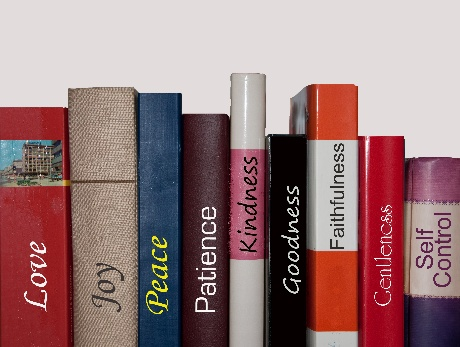 Love
Joy
Peace
Patience
Kindness
Goodness
Faithfulness
Gentleness
Self
Control